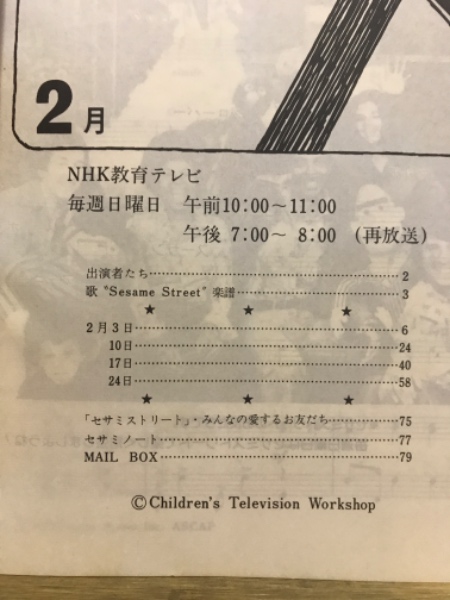 2月
NHK教育テレビ
毎週日曜日 午前10:00～11:00
午後 7:00～ 8:00 (再放送)
出演者たち……2
歌 “Sesame Street” 楽譜……3
★ ★ ★
2月3日……6
10日……24
17日……40
24日……58
★ ★ ★
「セサミストリート」・みんなの愛するお友だち……75
セサミノート……77
MAIL BOX……79
©Children's Television Workshop